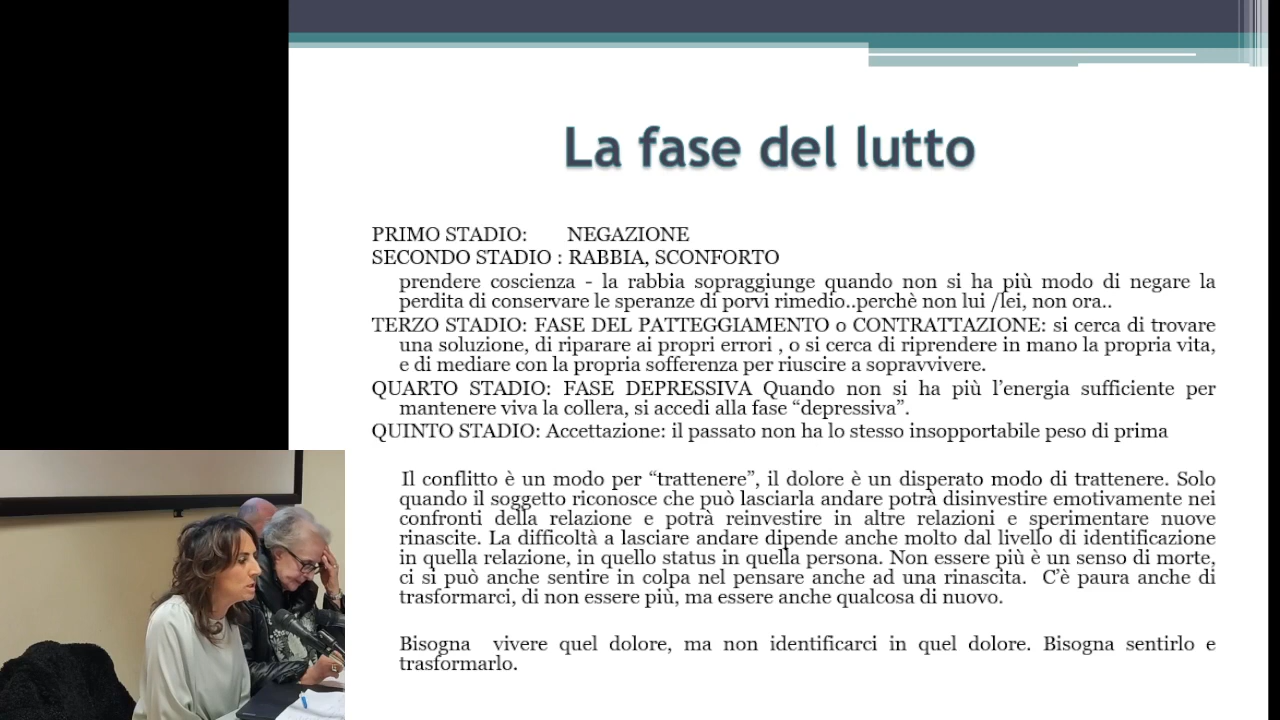 La fase del lutto
PRIMO STADIO: NEGAZIONE
SECONDO STADIO : RABBIA, SCONFORTO
prendere coscienza - la rabbia sopraggiunge quando non si ha più modo di negare la
perdita di conservare le speranze di porvi rimedio..perchè non lui /lei, non ora..
TERZO STADIO: FASE DEL PATTEGGIAMENTO o CONTRATTAZIONE: si cerca di trovare
una soluzione, di riparare ai propri errori , o si cerca di riprendere in mano la propria vita,
e di mediare con la propria sofferenza per riuscire a sopravvivere.
QUARTO STADIO: FASE DEPRESSIVA Quando non si ha più l’energia sufficiente per
mantenere viva la collera, si accedi alla fase “depressiva”.
QUINTO STADIO: Accettazione: il passato non ha lo stesso insopportabile peso di prima
Il conflitto è un modo per “trattenere”, il dolore è un disperato modo di trattenere. Solo
quando il soggetto riconosce che può lasciarla andare potrà disinvestire emotivamente nei
confronti della relazione e potrà reinvestire in altre relazioni e sperimentare nuove
rinascite. La difficoltà a lasciare andare dipende anche molto dal livello di identificazione
in quella relazione, in quello status in quella persona. Non essere più è un senso di morte,
ci si può anche sentire in colpa nel pensare anche ad una rinascita. C’è paura anche di
trasformarci, di non essere più, ma essere anche qualcosa di nuovo.
Bisogna vivere quel dolore, ma non identificarci in quel dolore. Bisogna sentirlo e
trasformarlo.